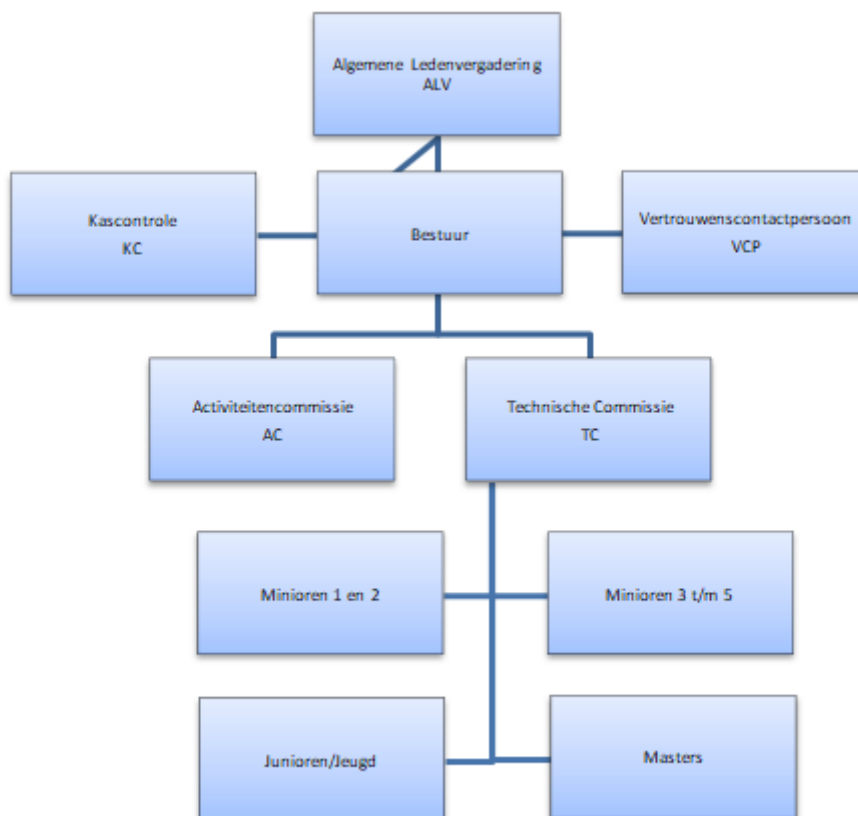 Algemene Ledenvergadering
ALV
Kascontrole
KC
Bestuur
Vertrouwenscontactpersoon
VCP
Activiteitencommissie
AC
Technische Commissie
TC
Minioren 1 en 2
Minioren 3 t/m 5
Junioren/Jeugd
Masters